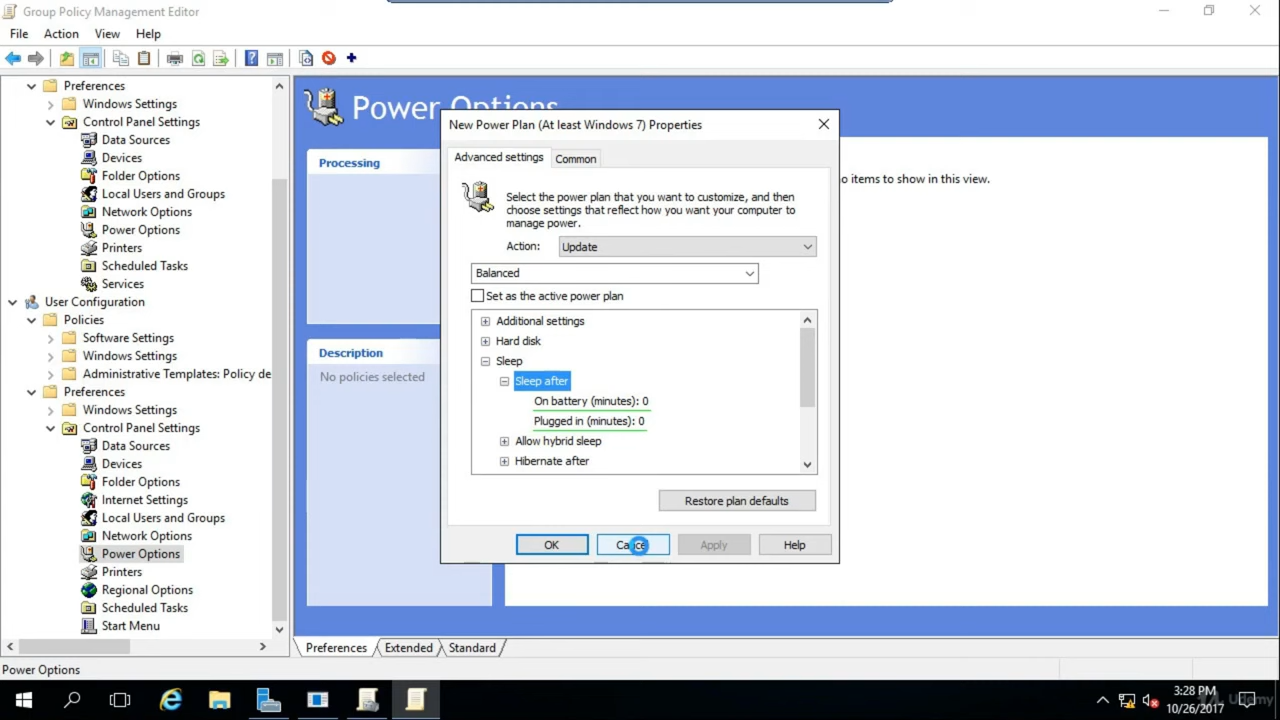 Group Policy Management Editor
File Action View Help
Preferences
Windows Settings
Control Panel Settings
Data Sources
Devices
Folder Options
Local Users and Groups
Network Options
Power Options
Printers
Scheduled Tasks
Services
User Configuration
Policies
Software Settings
Windows Settings
Administrative Templates: Policy de
Preferences
Windows Settings
Control Panel Settings
Data Sources
Devices
Folder Options
Internet Settings
Local Users and Groups
Network Options
Power Options
Printers
Regional Options
Scheduled Tasks
Start Menu
Power Options
Processing
Description
No policies selected
o items to show in this view.
New Power Plan (At least Windows 7) Properties
Advanced settings Common
Select the power plan that you want to customize, and then
choose settings that reflect how you want your computer to
manage power.
Action: Update
Balanced
Set as the active power plan
Additional settings
Hard disk
Sleep
Sleep after
On battery (minutes): 0
Plugged in (minutes): 0
Allow hybrid sleep
Hibernate after
Restore plan defaults
OK Cancel Apply Help
Preferences Extended Standard
Power Options
3:28 PM
10/26/2017
Udemy